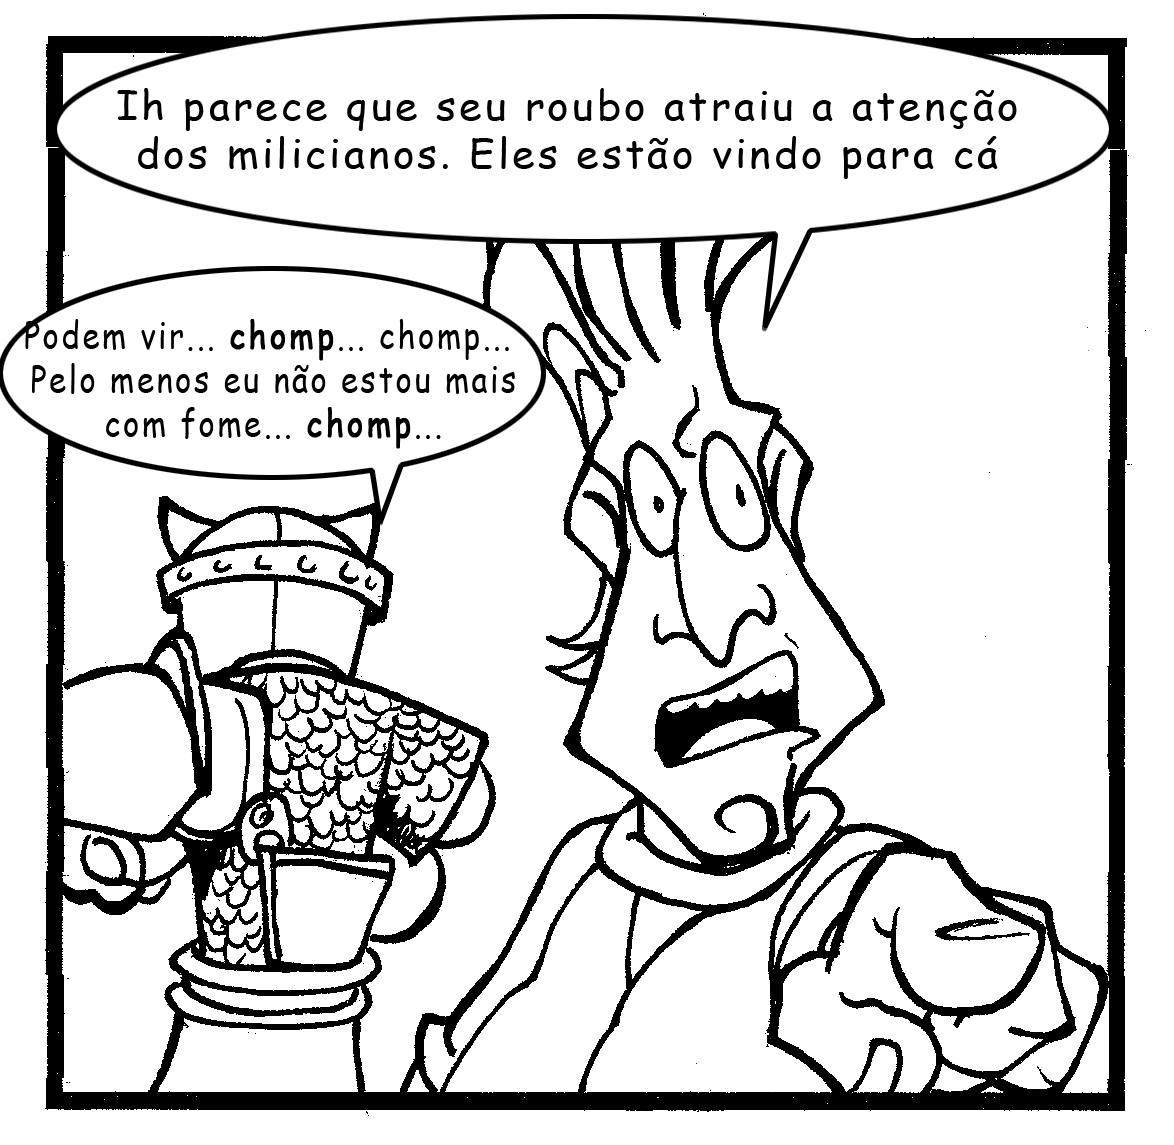 Ih parece que seu roubo atraiu a atenção
dos milicianos. Eles estão vindo para cá
Podem vir... chomp... chomp...
Pelo menos eu não estou mais
com fome... chomp...